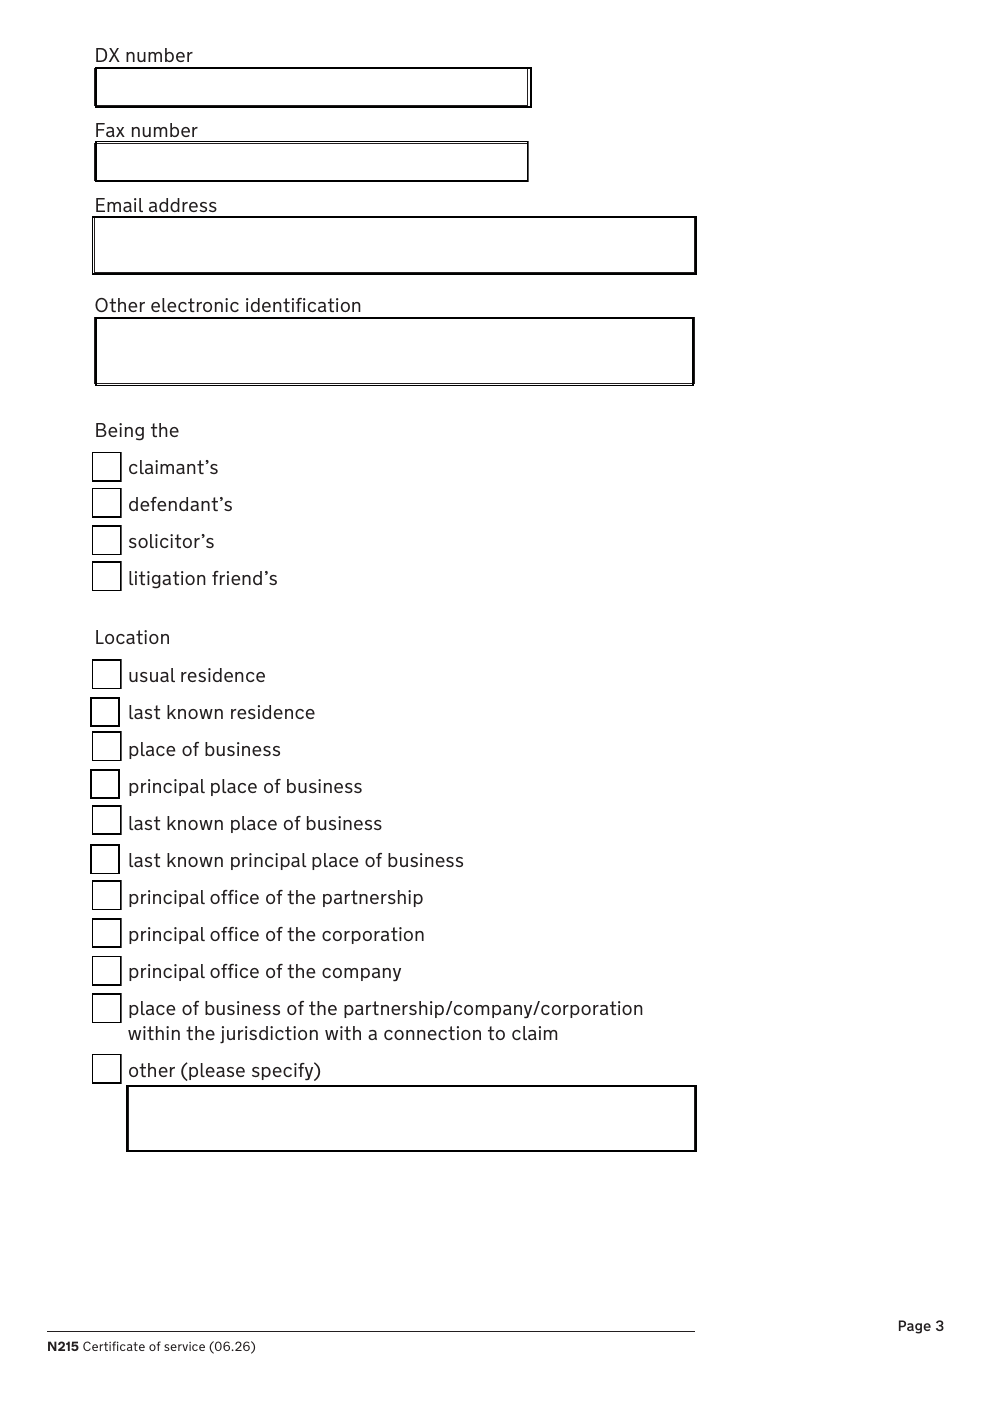 DX number
Fax number
Email address
Other electronic identification
Being the
claimant’s
defendant’s
solicitor’s
litigation friend’s
Location
usual residence
last known residence
place of business
principal place of business
last known place of business
last known principal place of business
principal office of the partnership
principal office of the corporation
principal office of the company
place of business of the partnership/company/corporation
within the jurisdiction with a connection to claim
other (please specify)
Page 3
N215 Certificate of service (06.26)